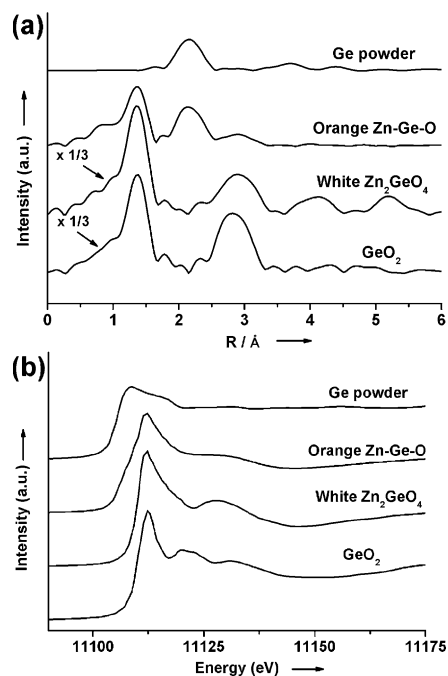 (a)
Ge powder
Orange Zn-Ge-O
x 1/3
White Zn₂GeO₄
x 1/3
GeO₂
Intensity (a.u.)
0 1 2 3 4 5 6
R / Å
(b)
Ge powder
Orange Zn-Ge-O
White Zn₂GeO₄
GeO₂
Intensity (a.u.)
11100 11125 11150 11175
Energy (eV)